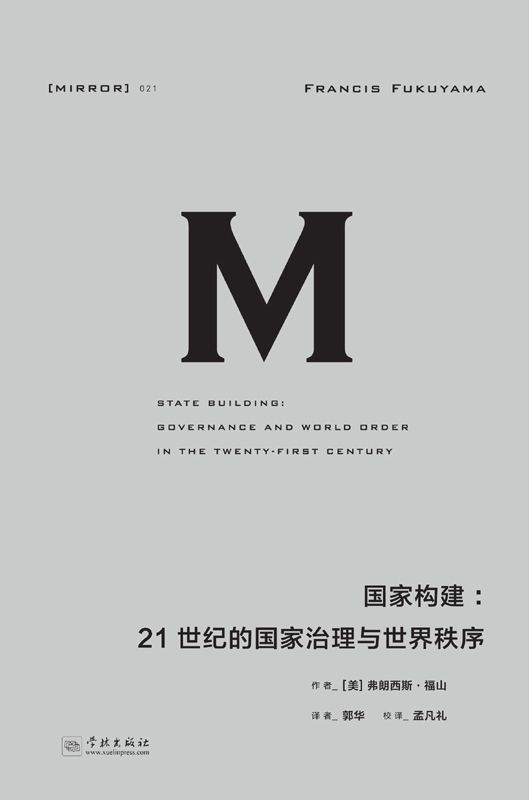 [MIRROR] 021
FRANCIS FUKUYAMA
M
STATE BUILDING:
GOVERNANCE AND WORLD ORDER
IN THE TWENTY-FIRST CENTURY
国家构建：
21 世纪的国家治理与世界秩序
作者_ [美] 弗朗西斯·福山
译者_ 郭华 校译_ 孟凡礼
学林出版社
www.xuelinpress.com